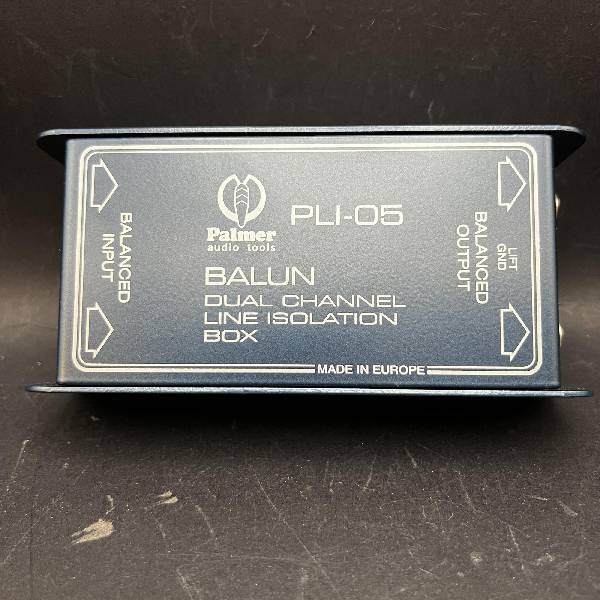 Palmer
audio tools
PLI-05
BALUN
DUAL CHANNEL
LINE ISOLATION
BOX
BALANCED
INPUT
BALANCED
OUTPUT
LIFT
GND
MADE IN EUROPE